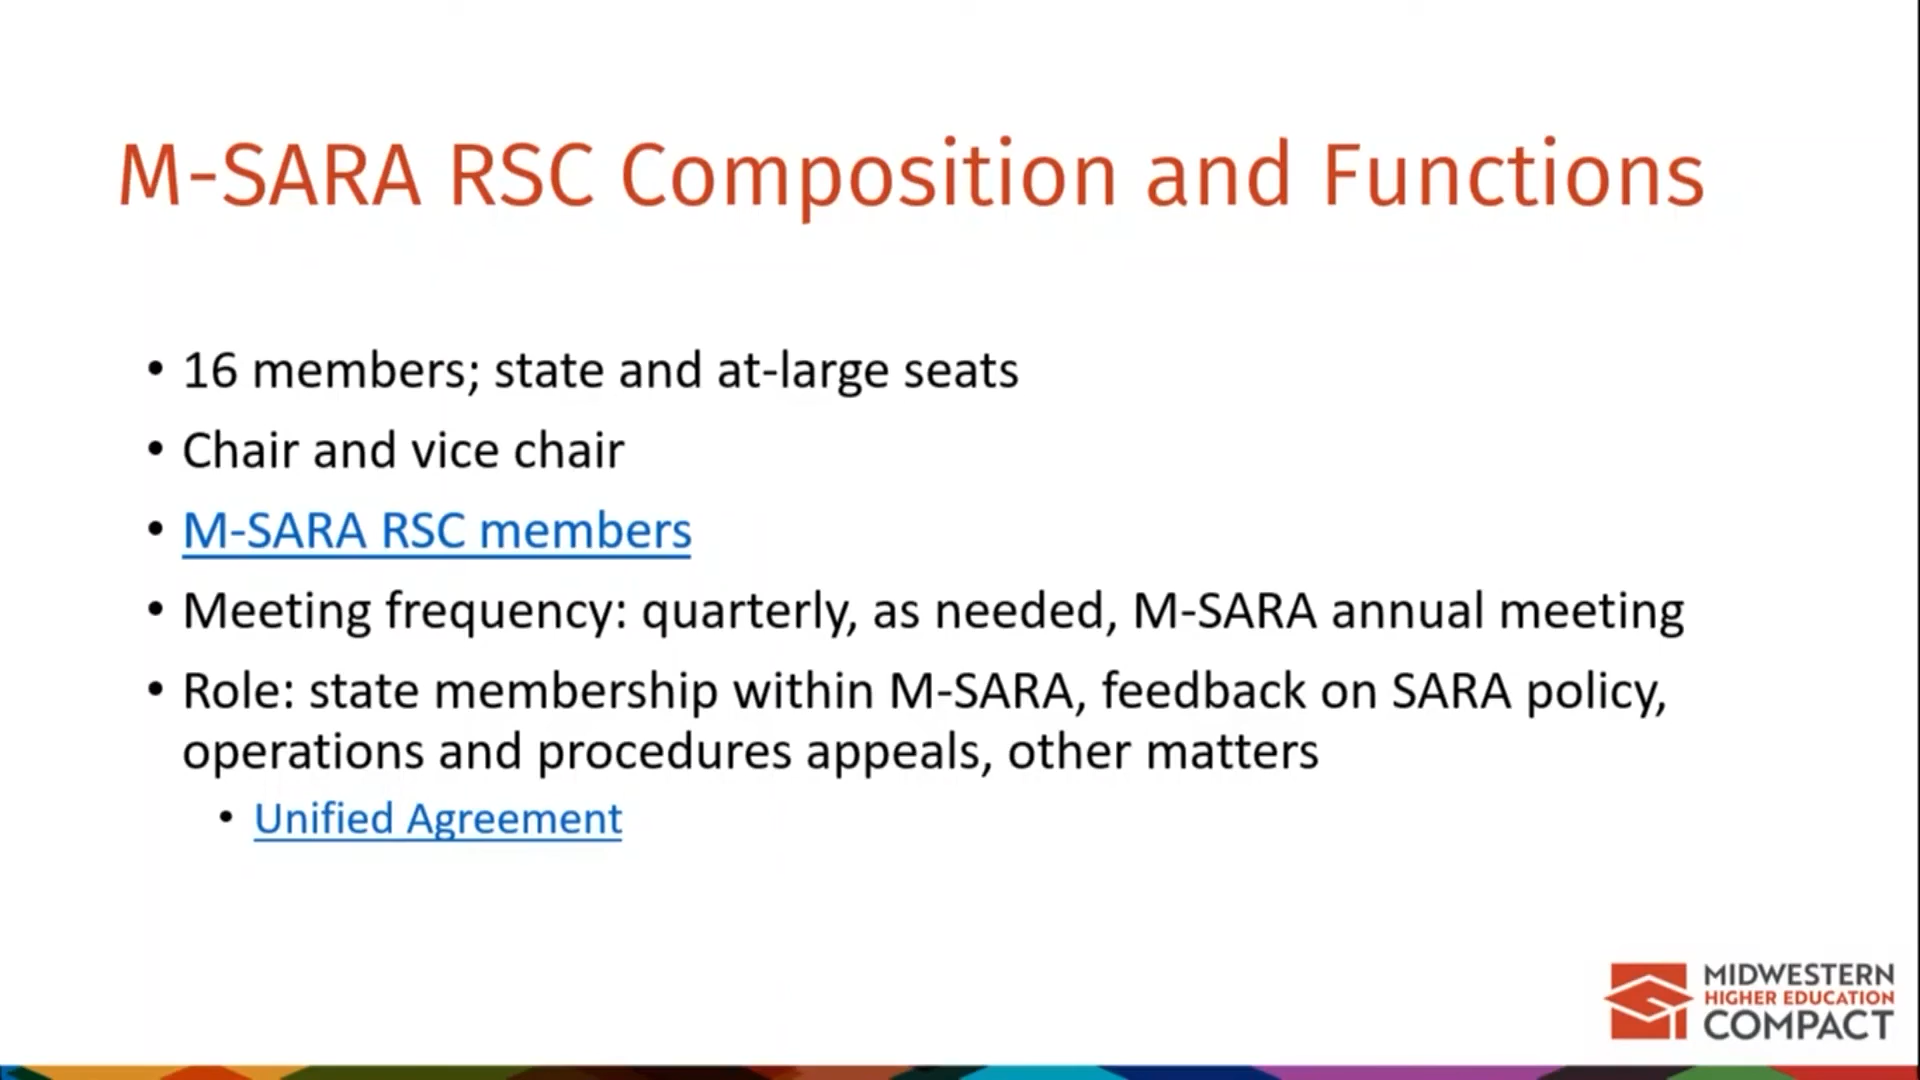 M-SARA RSC Composition and Functions
• 16 members; state and at-large seats
• Chair and vice chair
• M-SARA RSC members
• Meeting frequency: quarterly, as needed, M-SARA annual meeting
• Role: state membership within M-SARA, feedback on SARA policy,
operations and procedures appeals, other matters
• Unified Agreement
MIDWESTERN
HIGHER EDUCATION
COMPACT